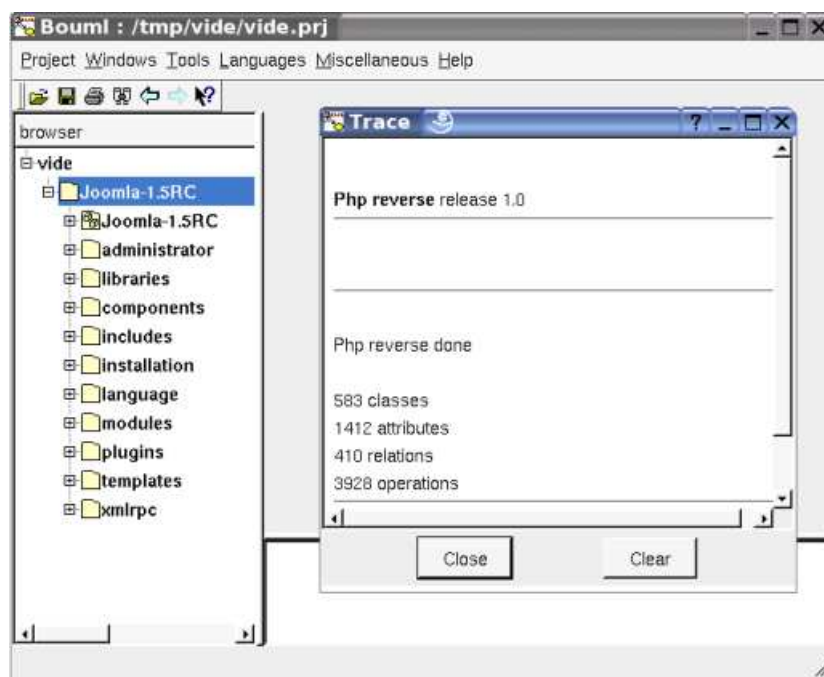 Bouml : /tmp/vide/vide.prj
Project Windows Tools Languages Miscellaneous Help
browser
vide
Joomla-1.5RC
Joomla-1.5RC
administrator
libraries
components
includes
installation
language
modules
plugins
templates
xmlrpc
Trace
Php reverse release 1.0
Php reverse done
583 classes
1412 attributes
410 relations
3928 operations
Close Clear